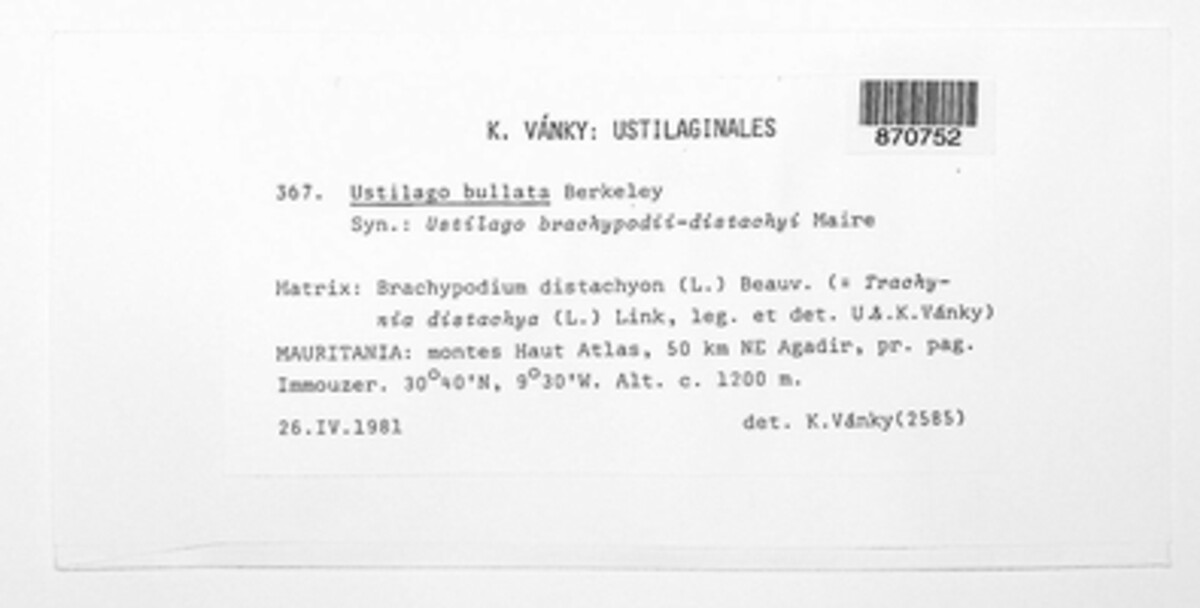 870752
K. VÁNKY: USTILAGINALES
367. Ustilago bullata Berkeley
Syn.: Ustilago brachypodii-distachyi Maire
Matrix: Brachypodium distachyon (L.) Beauv. (= Trachy-
nia distachya (L.) Link, leg. et det. U.&.K.Vánky)
MAURITANIA: montes Haut Atlas, 50 km NE Agadir, pr. pag.
Immouzer. 30°40'N, 9°30'W. Alt. c. 1200 m.
26.IV.1981 det. K.Vánky(2585)